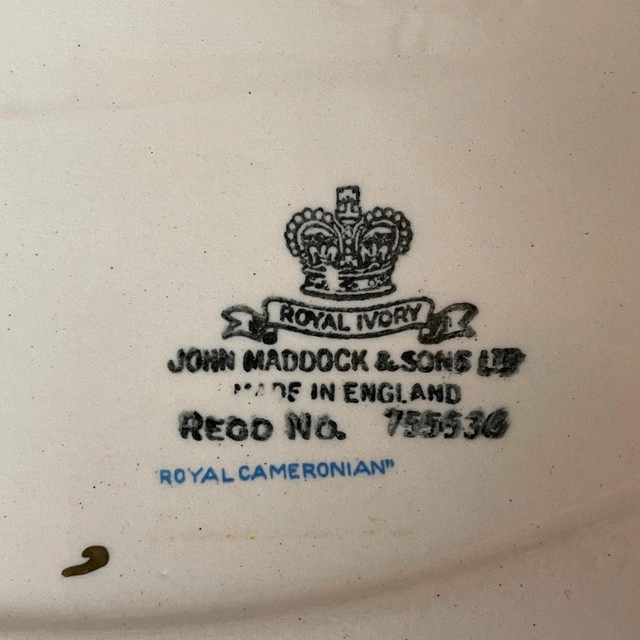 ROYAL IVORY
JOHN MADDOCK & SONS LTD
MADE IN ENGLAND
REGD NO. 755536
"ROYAL CAMERONIAN"